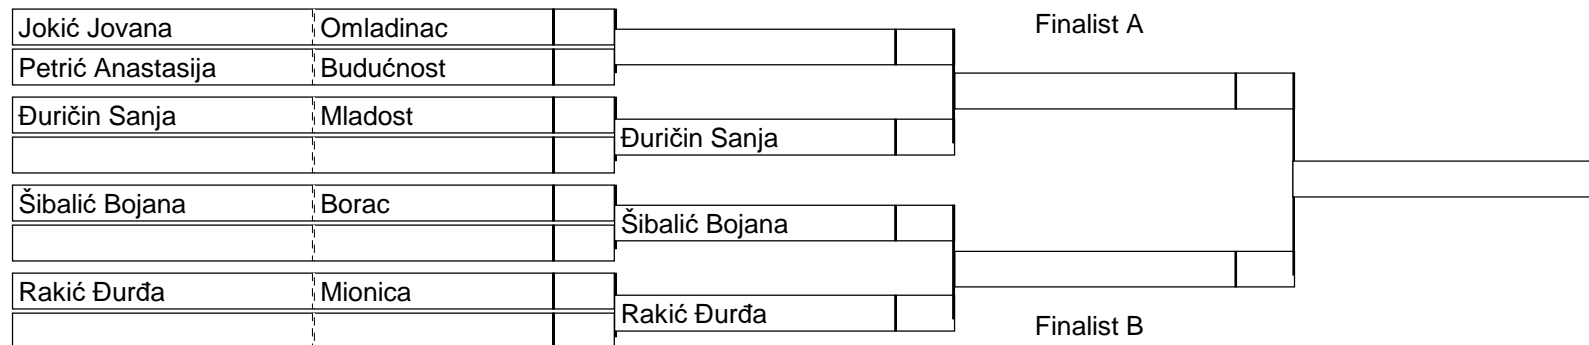 Jokić Jovana Omladinac
Finalist A
Petrić Anastasija Budućnost
Đuričin Sanja Mladost
Đuričin Sanja
Šibalić Bojana Borac
Šibalić Bojana
Rakić Đurđa Mionica
Rakić Đurđa
Finalist B